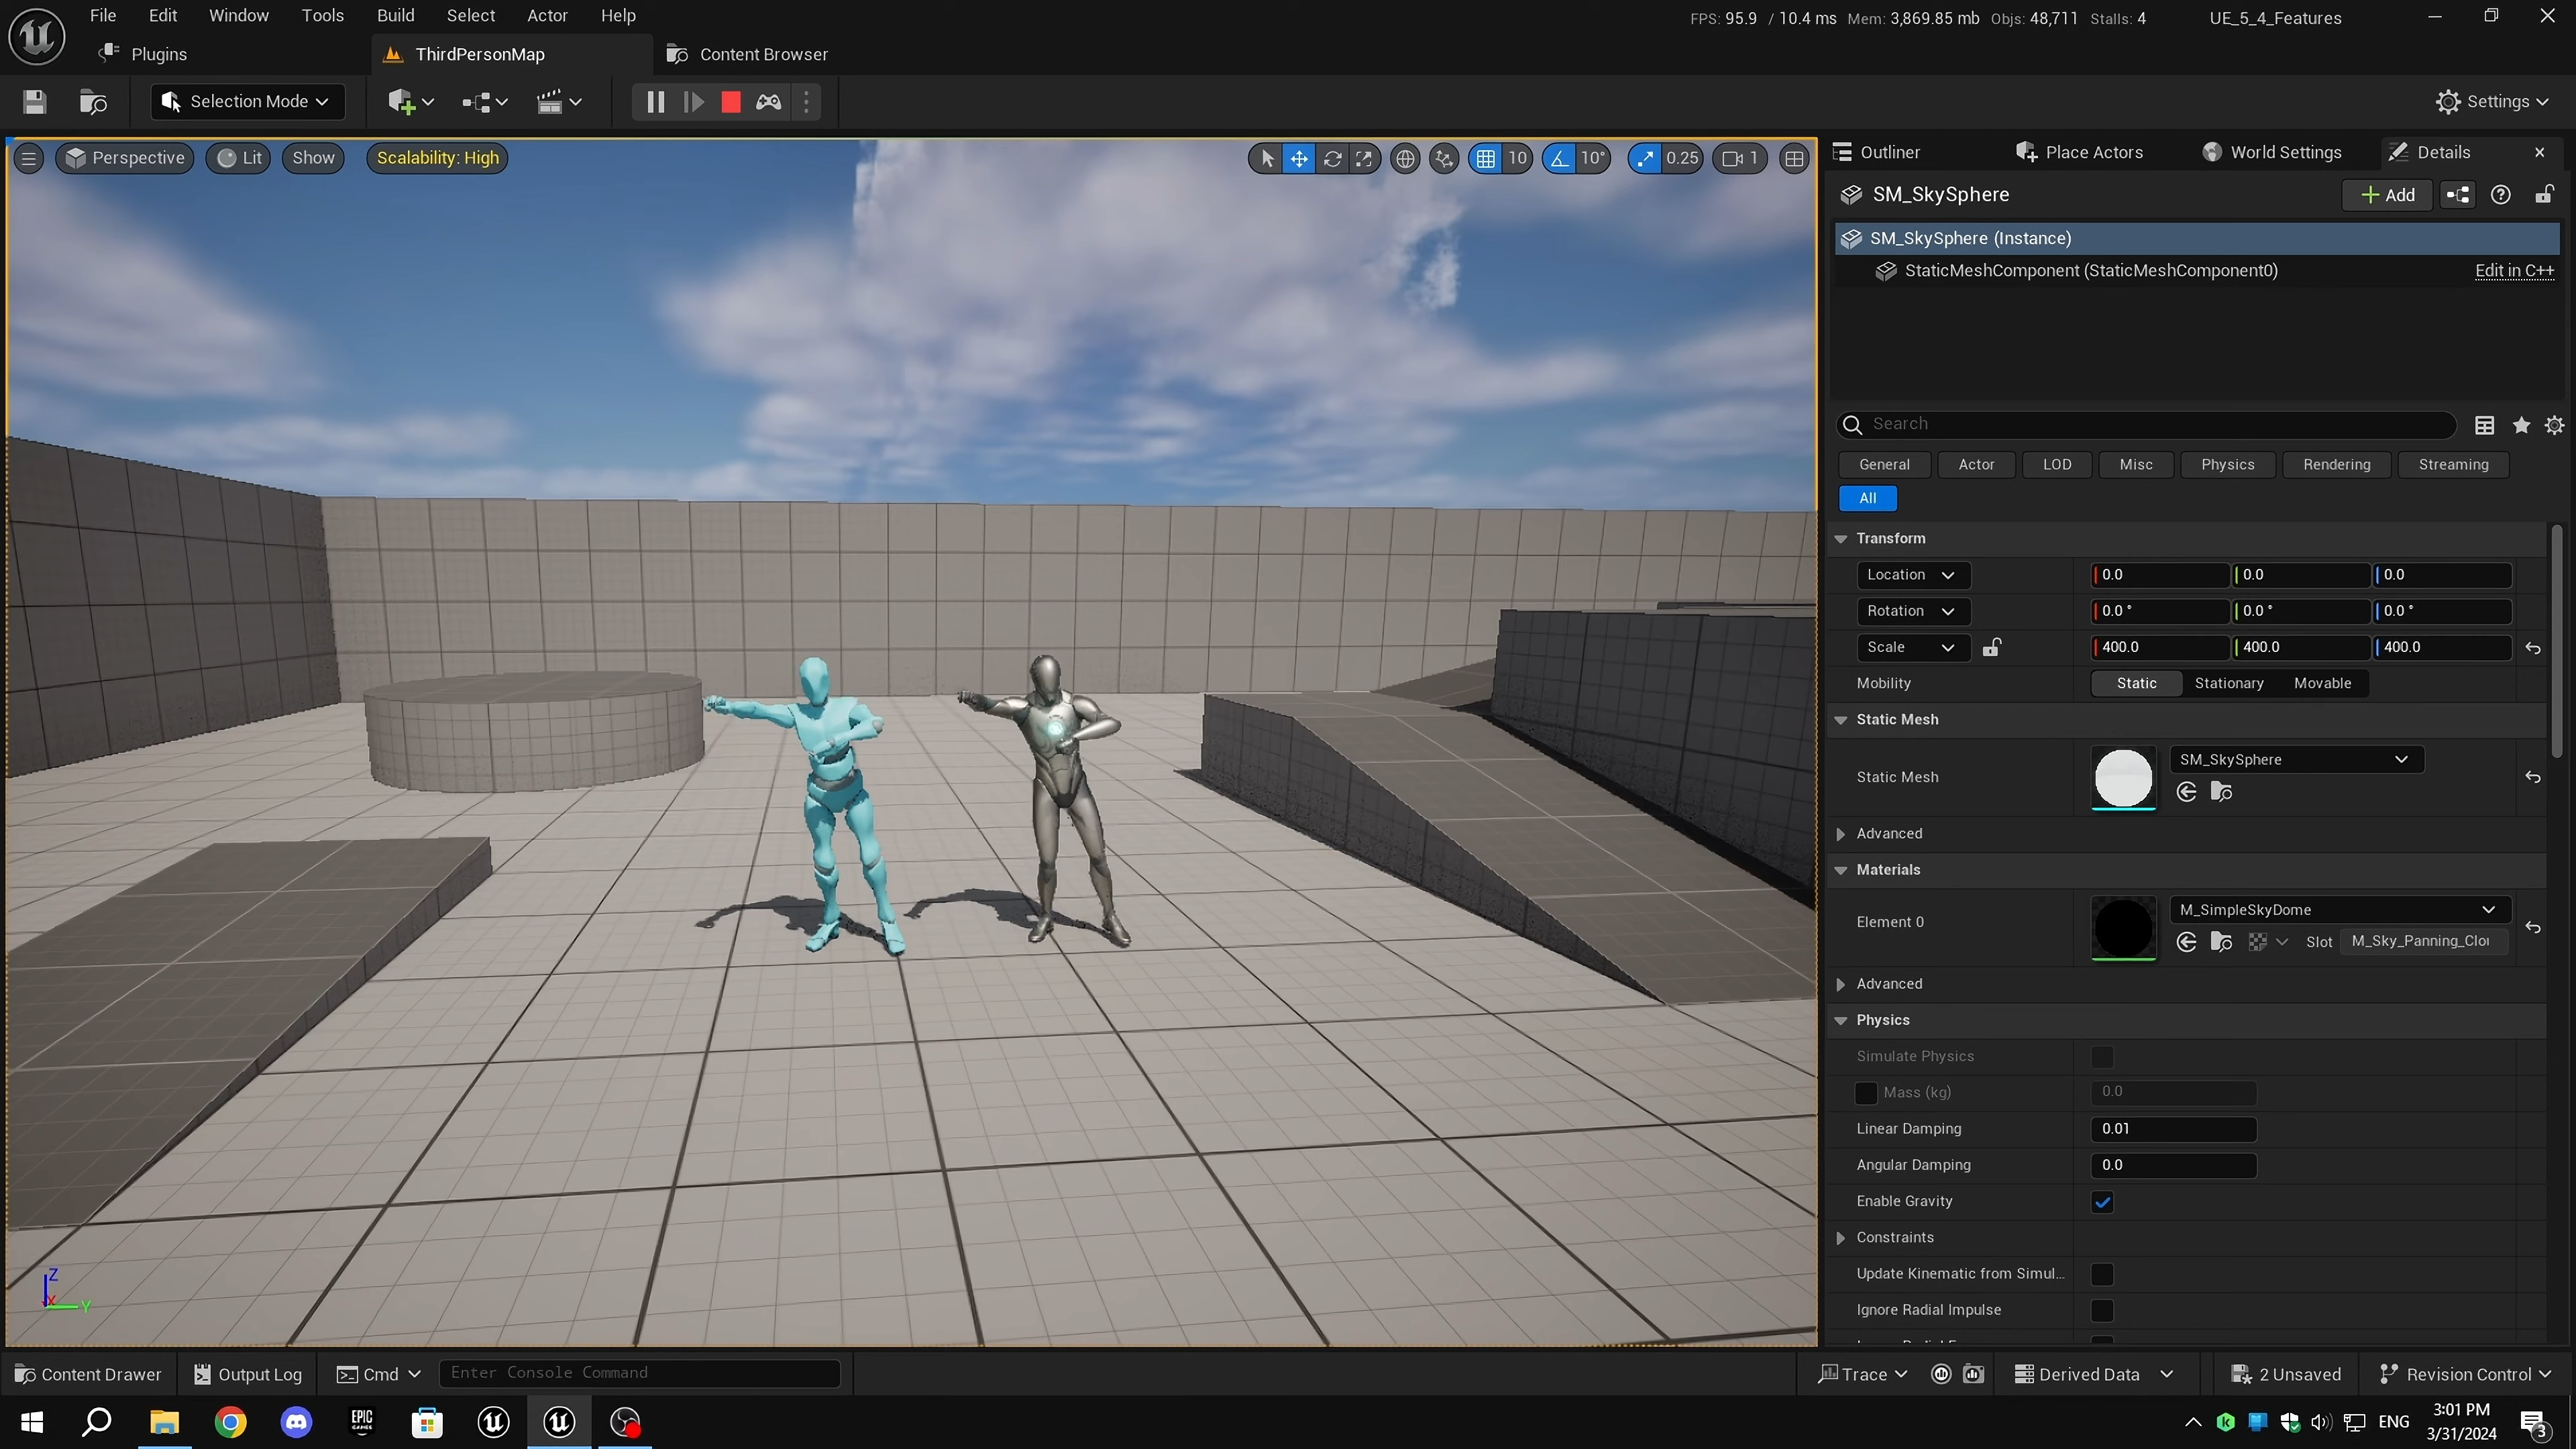 File Edit Window Tools Build Select Actor Help
FPS: 95.9 / 10.4 ms Mem: 3,869.85 mb Objs: 48,711 Stalls: 4
UE_5_4_Features
Plugins
ThirdPersonMap
Content Browser
Selection Mode
Settings
Perspective
Lit
Show
Scalability: High
10
10°
0.25
1
Outliner
Place Actors
World Settings
Details
SM_SkySphere
Add
SM_SkySphere (Instance)
StaticMeshComponent (StaticMeshComponent0)
Edit in C++
Search
General Actor LOD Misc Physics Rendering Streaming
All
Transform
Location 0.0 0.0 0.0
Rotation 0.0 ° 0.0 ° 0.0 °
Scale 400.0 400.0 400.0
Mobility Static Stationary Movable
Static Mesh
Static Mesh SM_SkySphere
Advanced
Materials
Element 0 M_SimpleSkyDome
Slot M_Sky_Panning_Clo
Advanced
Physics
Simulate Physics
Mass (kg) 0.0
Linear Damping 0.01
Angular Damping 0.0
Enable Gravity
Constraints
Update Kinematic from Simul...
Ignore Radial Impulse
Z
X
Y
Content Drawer
Output Log
Cmd
Enter Console Command
Trace
Derived Data
2 Unsaved
Revision Control
EPIC
GAMES
ENG
3:01 PM
3/31/2024
3